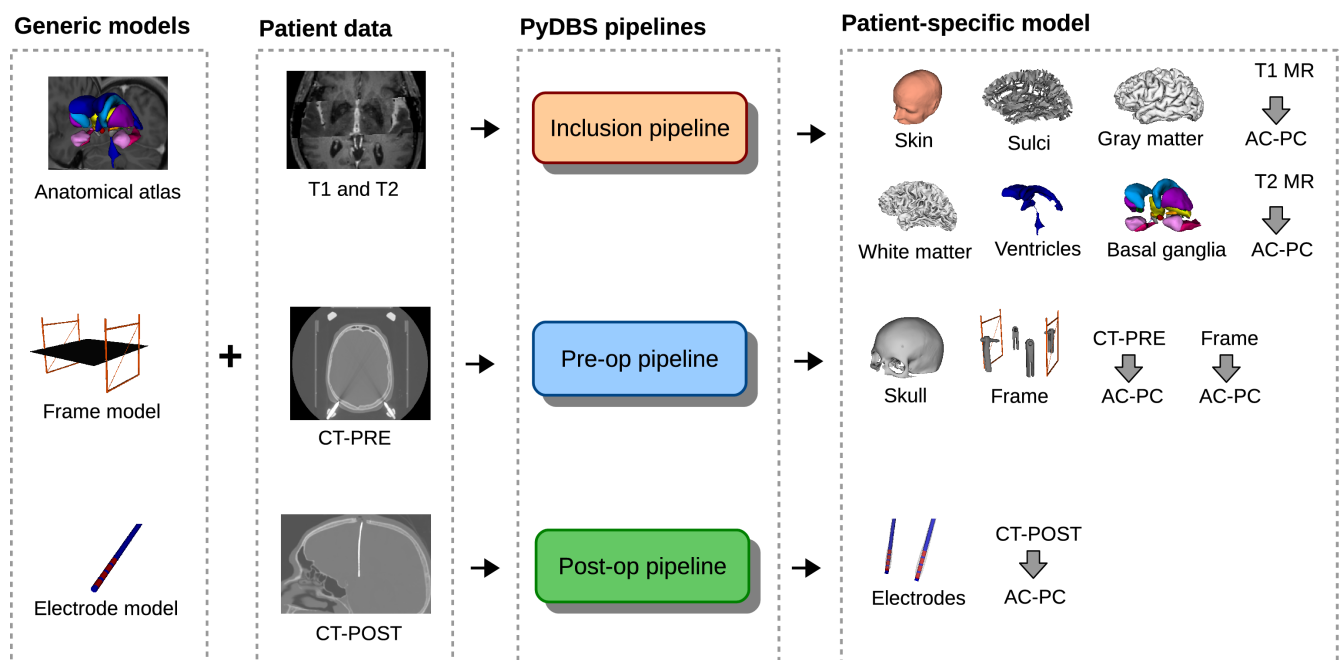 Generic models
Patient data
PyDBS pipelines
Patient-specific model
Anatomical atlas
T1 and T2
Inclusion pipeline
Skin
Sulci
Gray matter
T1 MR
AC-PC
White matter
Ventricles
Basal ganglia
T2 MR
AC-PC
Frame model
+
CT-PRE
Pre-op pipeline
Skull
Frame
CT-PRE
AC-PC
Frame
AC-PC
Electrode model
CT-POST
Post-op pipeline
Electrodes
CT-POST
AC-PC